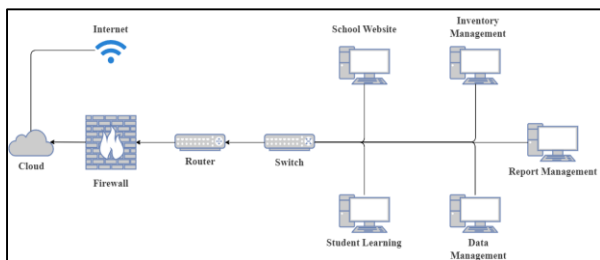 Internet
School Website
Inventory
Management
Cloud
Firewall
Router
Switch
Report Management
Student Learning
Data
Management